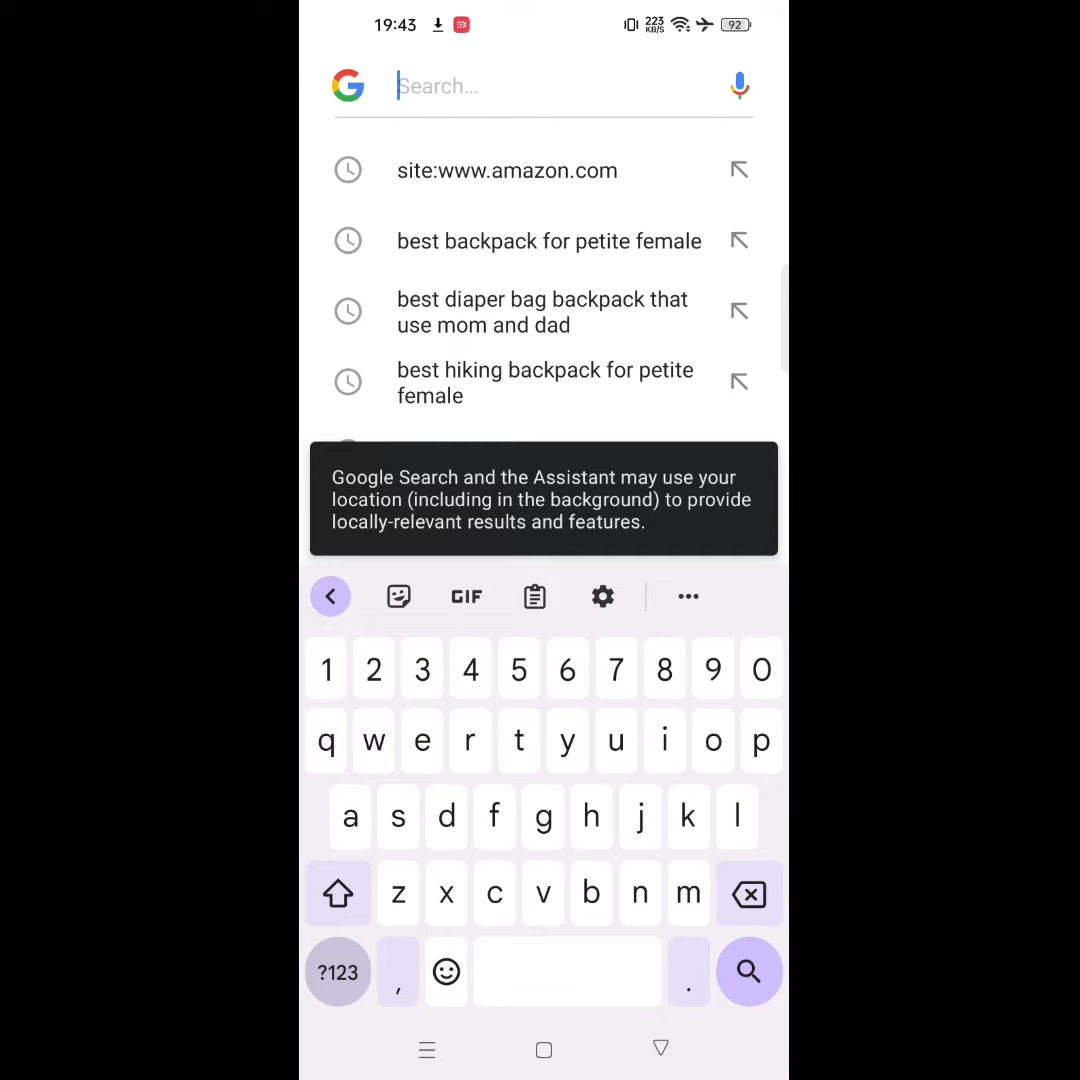 19:43 223 KB/S 92
Search...
site:www.amazon.com
best backpack for petite female
best diaper bag backpack that
use mom and dad
best hiking backpack for petite
female
Google Search and the Assistant may use your
location (including in the background) to provide
locally-relevant results and features.
GIF
1 2 3 4 5 6 7 8 9 0
q w e r t y u i o p
a s d f g h j k l
z x c v b n m
?123 , .